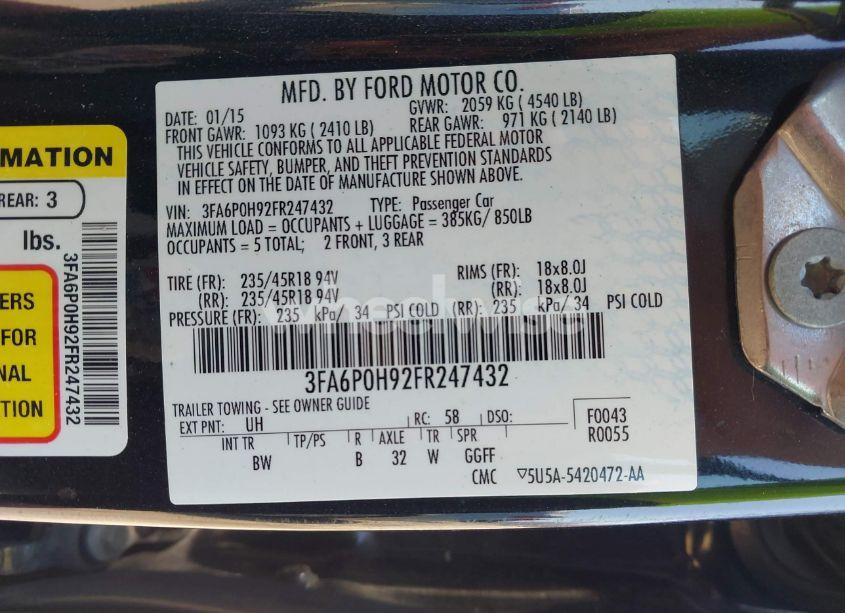 MFD. BY FORD MOTOR CO.
DATE: 01/15 GVWR: 2059 KG (4540 LB)
FRONT GAWR: 1093 KG (2410 LB) REAR GAWR: 971 KG (2140 LB)
THIS VEHICLE CONFORMS TO ALL APPLICABLE FEDERAL MOTOR
VEHICLE SAFETY, BUMPER, AND THEFT PREVENTION STANDARDS
IN EFFECT ON THE DATE OF MANUFACTURE SHOWN ABOVE.
VIN: 3FA6P0H92FR247432 TYPE: Passenger Car
MAXIMUM LOAD = OCCUPANTS + LUGGAGE = 385KG/ 850LB
OCCUPANTS = 5 TOTAL; 2 FRONT, 3 REAR
TIRE (FR): 235/45R18 94V RIMS (FR): 18x8.0J
(RR): 235/45R18 94V (RR): 18x8.0J
PRESSURE (FR): 235 kPa/ 34 PSI COLD (RR): 235 kPa/ 34 PSI COLD
3FA6P0H92FR247432
TRAILER TOWING - SEE OWNER GUIDE
EXT PNT: UH RC: 58 DSO: F0043
R0055
INT TR TP/PS R AXLE TR SPR
BW B 32 W GGFF
CMC ▽5U5A-5420472-AA
RMATION
REAR: 3
lbs.
3FA6P0H92FR247432
ERS
FOR
NAL
TION